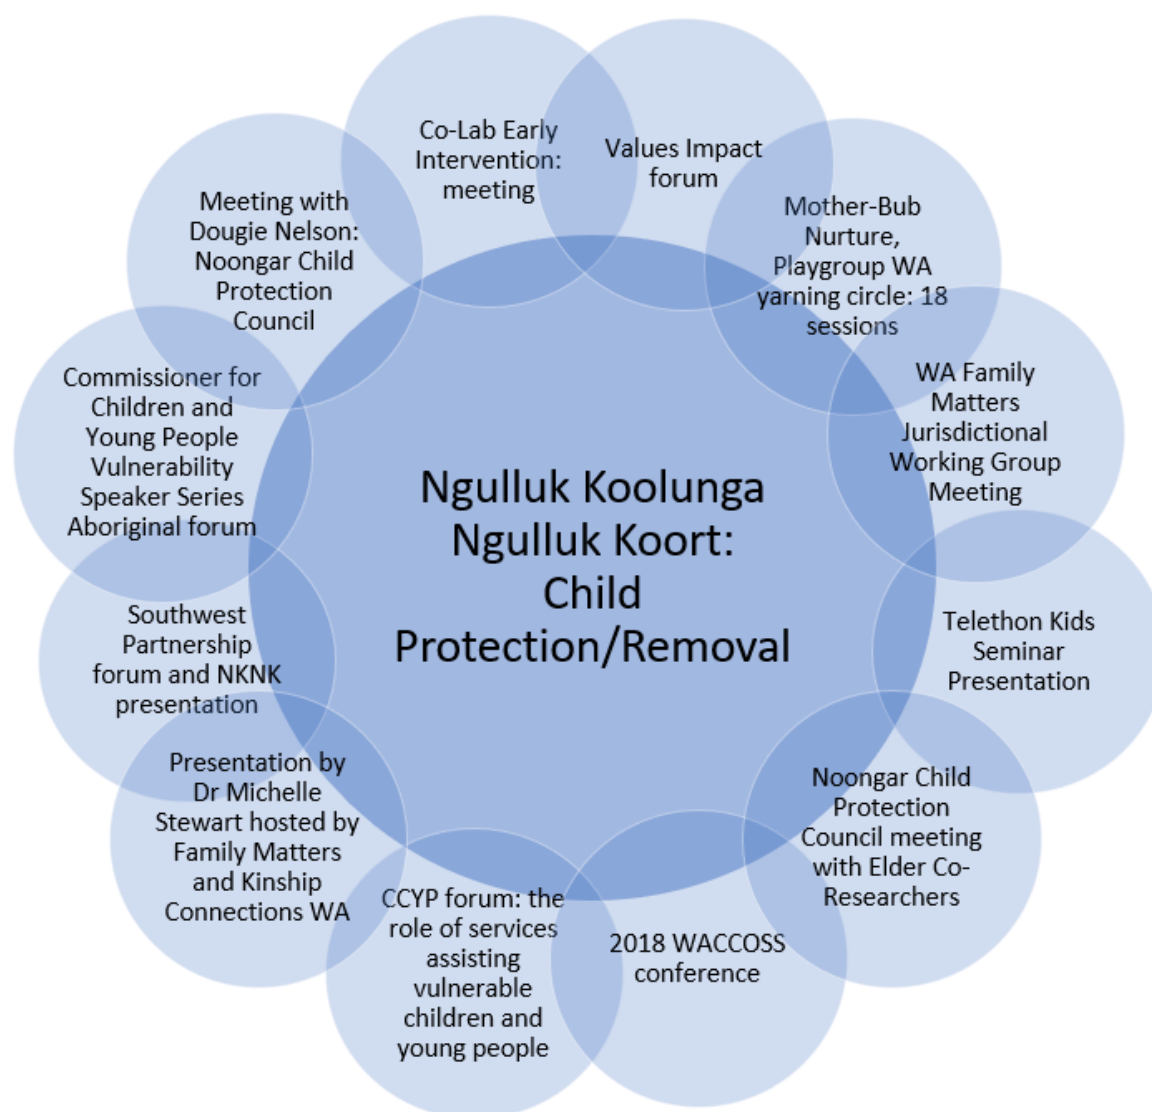 Co-Lab Early
Intervention:
meeting
Values Impact
forum
Mother-Bub
Nurture,
Playgroup WA
yarning circle: 18
sessions
WA Family
Matters
Jurisdictional
Working Group
Meeting
Telethon Kids
Seminar
Presentation
Noongar Child
Protection
Council meeting
with Elder Co-
Researchers
2018 WACCOSS
conference
CCYP forum: the
role of services
assisting
vulnerable
children and
young people
Presentation by
Dr Michelle
Stewart hosted by
Family Matters
and Kinship
Connections WA
Southwest
Partnership
forum and NKNK
presentation
Commissioner for
Children and
Young People
Vulnerability
Speaker Series
Aboriginal forum
Meeting with
Dougie Nelson:
Noongar Child
Protection
Council
Ngulluk Koolunga
Ngulluk Koort:
Child
Protection/Removal